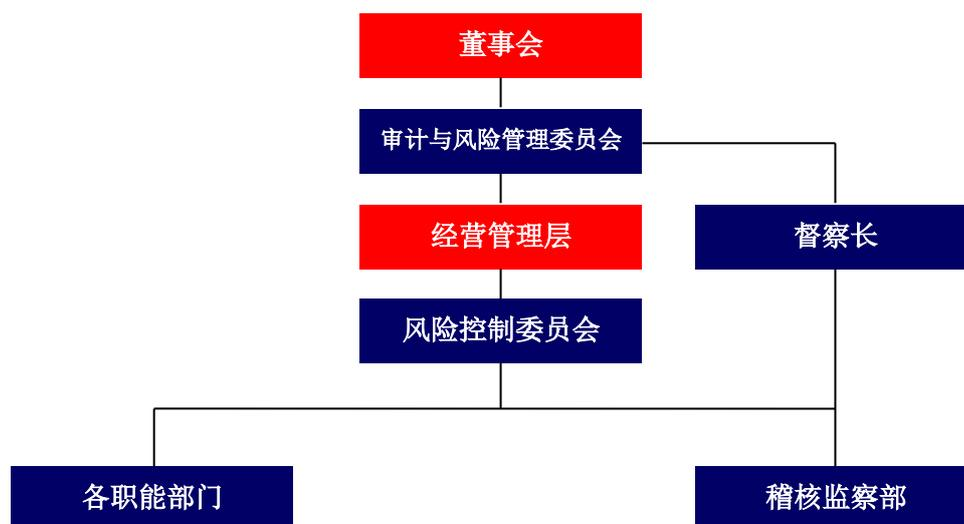 董事会
审计与风险管理委员会
经营管理层
督察长
风险控制委员会
各职能部门
稽核监察部